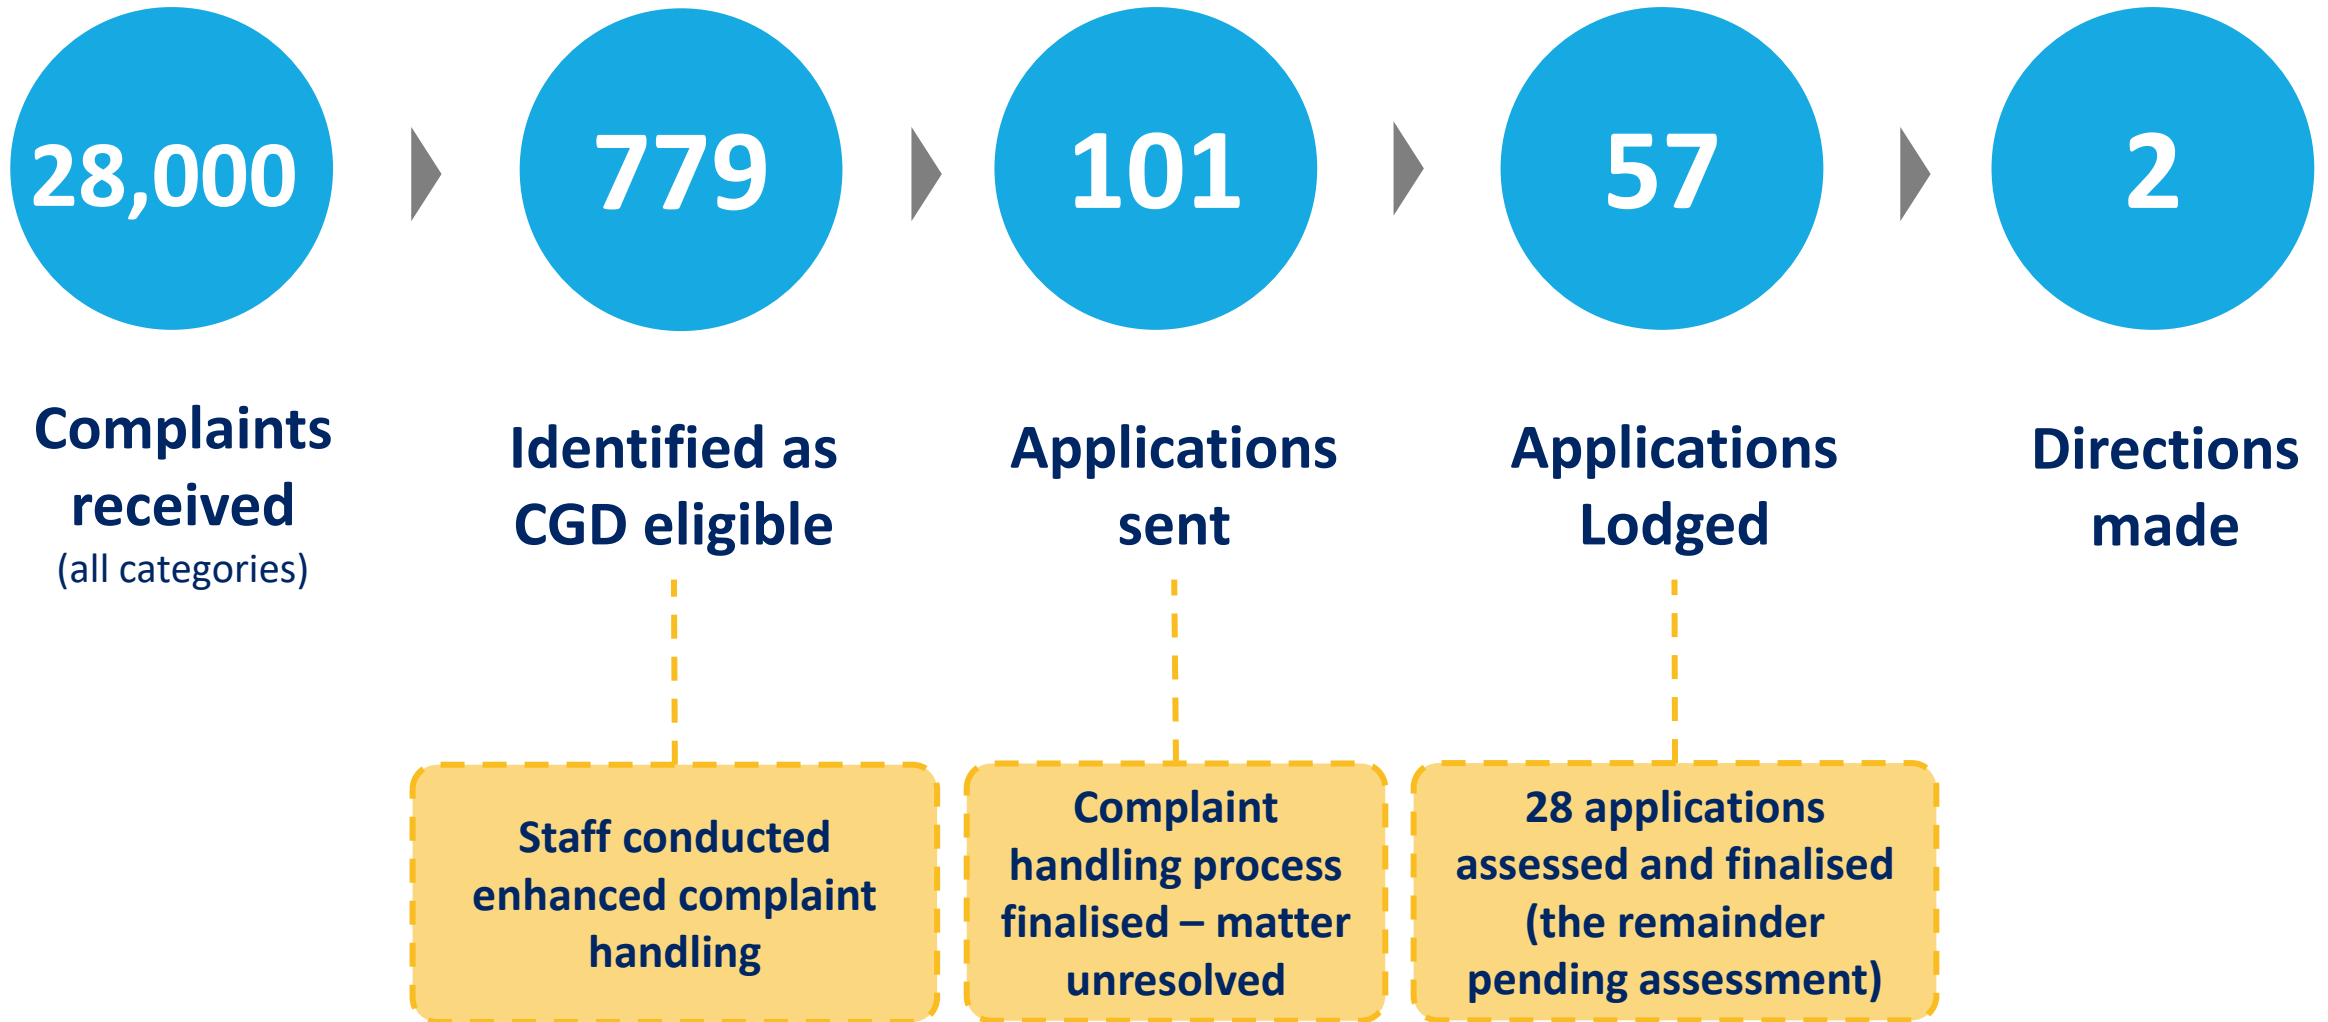 28,000
779
101
57
2
Complaints
received
(all categories)
Identified as
CGD eligible
Applications
sent
Applications
Lodged
Directions
made
Staff conducted
enhanced complaint
handling
Complaint
handling process
finalised – matter
unresolved
28 applications
assessed and finalised
(the remainder
pending assessment)